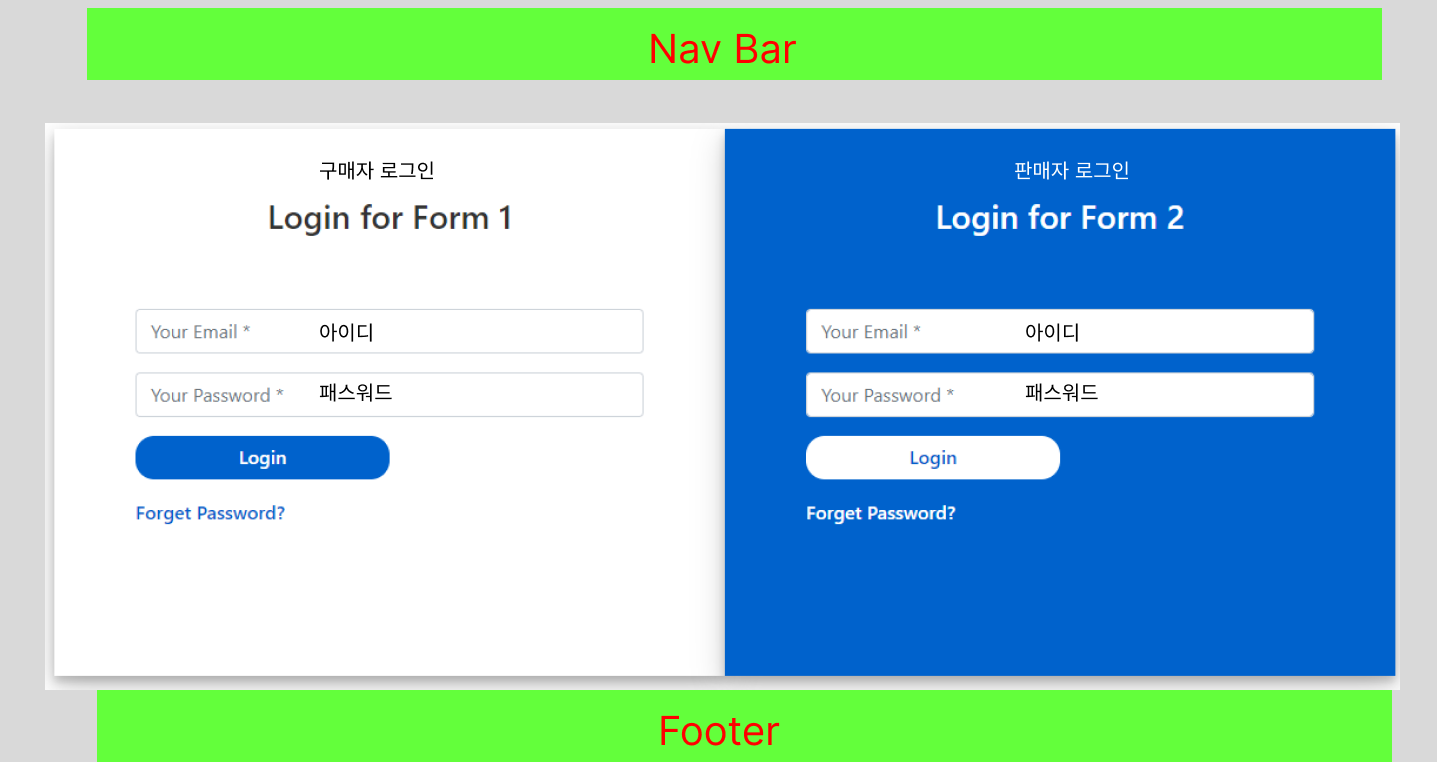 Nav Bar
구매자 로그인
Login for Form 1
Your Email * 아이디
Your Password * 패스워드
Login
Forget Password?
판매자 로그인
Login for Form 2
Your Email * 아이디
Your Password * 패스워드
Login
Forget Password?
Footer